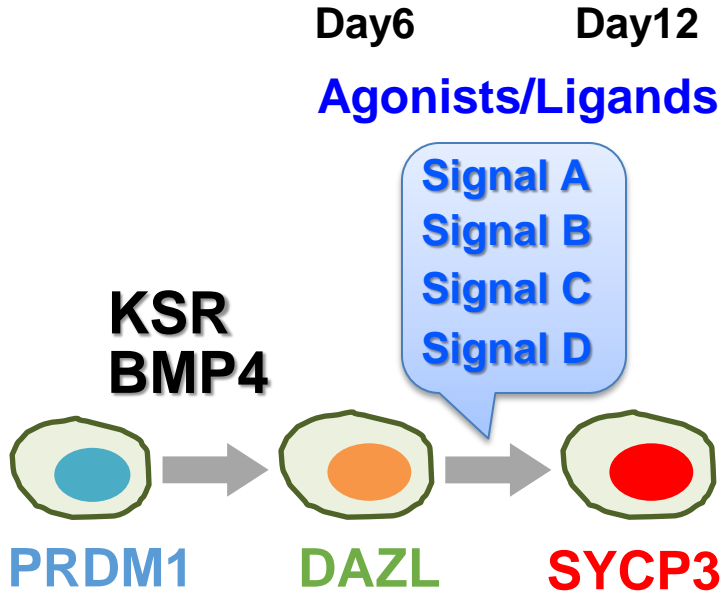 Day6 Day12
Agonists/Ligands
Signal A
Signal B
Signal C
Signal D
KSR
BMP4
PRDM1 DAZL SYCP3